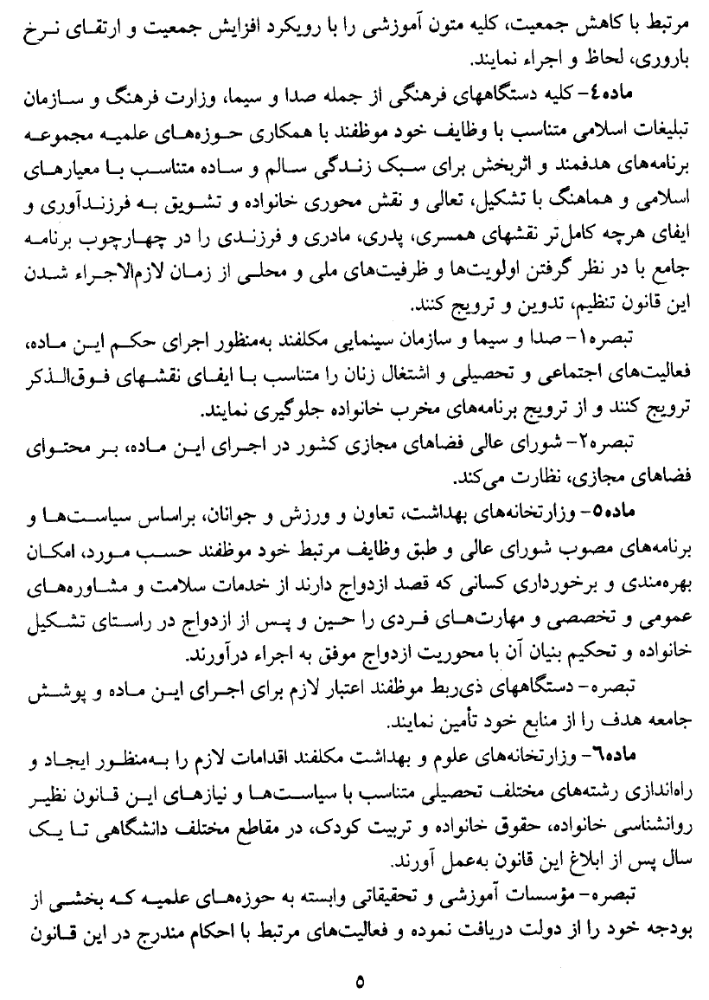 مرتبط با کاهش جمعیت، کلیه متون آموزشی را با رویکرد افزایش جمعیت و ارتقای نرخ
باروری، لحاظ و اجراء نمایند.
ماده٤- کلیه دستگاههای فرهنگی از جمله صدا و سیما، وزارت فرهنگ و سازمان
تبلیغات اسلامی متناسب با وظایف خود موظفند با همکاری حوزه‌های علمیه مجموعه
برنامه‌های هدفمند و اثربخش برای سبک زندگی سالم و ساده متناسب با معیارهای
اسلامی و هماهنگ با تشکیل، تعالی و نقش محوری خانواده و تشویق به فرزندآوری و
ایفای هرچه کامل‌تر نقشهای همسری، پدری، مادری و فرزندی را در چهارچوب برنامه
جامع با در نظر گرفتن اولویت‌ها و ظرفیت‌های ملی و محلی از زمان لازم‌الاجراء شدن
این قانون تنظیم، تدوین و ترویج کنند.
تبصره۱- صدا و سیما و سازمان سینمایی مکلفند به‌منظور اجرای حکم این ماده،
فعالیت‌های اجتماعی و تحصیلی و اشتغال زنان را متناسب با ایفای نقشهای فوق‌الذکر
ترویج کنند و از ترویج برنامه‌های مخرب خانواده جلوگیری نمایند.
تبصره۲- شورای عالی فضاهای مجازی کشور در اجرای این ماده، بر محتوای
فضاهای مجازی، نظارت می‌کند.
ماده٥- وزارتخانه‌های بهداشت، تعاون و ورزش و جوانان، براساس سیاست‌ها و
برنامه‌های مصوب شورای عالی و طبق وظایف مرتبط خود موظفند حسب مورد، امکان
بهره‌مندی و برخورداری کسانی که قصد ازدواج دارند از خدمات سلامت و مشاوره‌های
عمومی و تخصصی و مهارت‌های فردی را حین و پس از ازدواج در راستای تشکیل
خانواده و تحکیم بنیان آن با محوریت ازدواج موفق به اجراء درآورند.
تبصره- دستگاههای ذی‌ربط موظفند اعتبار لازم برای اجرای این ماده و پوشش
جامعه هدف را از منابع خود تأمین نمایند.
ماده٦- وزارتخانه‌های علوم و بهداشت مکلفند اقدامات لازم را به‌منظور ایجاد و
راه‌اندازی رشته‌های مختلف تحصیلی متناسب با سیاست‌ها و نیازهای این قانون نظیر
روانشناسی خانواده، حقوق خانواده و تربیت کودک، در مقاطع مختلف دانشگاهی تا یک
سال پس از ابلاغ این قانون به‌عمل آورند.
تبصره- مؤسسات آموزشی و تحقیقاتی وابسته به حوزه‌های علمیه که بخشی از
بودجه خود را از دولت دریافت نموده و فعالیت‌های مرتبط با احکام مندرج در این قانون
٥